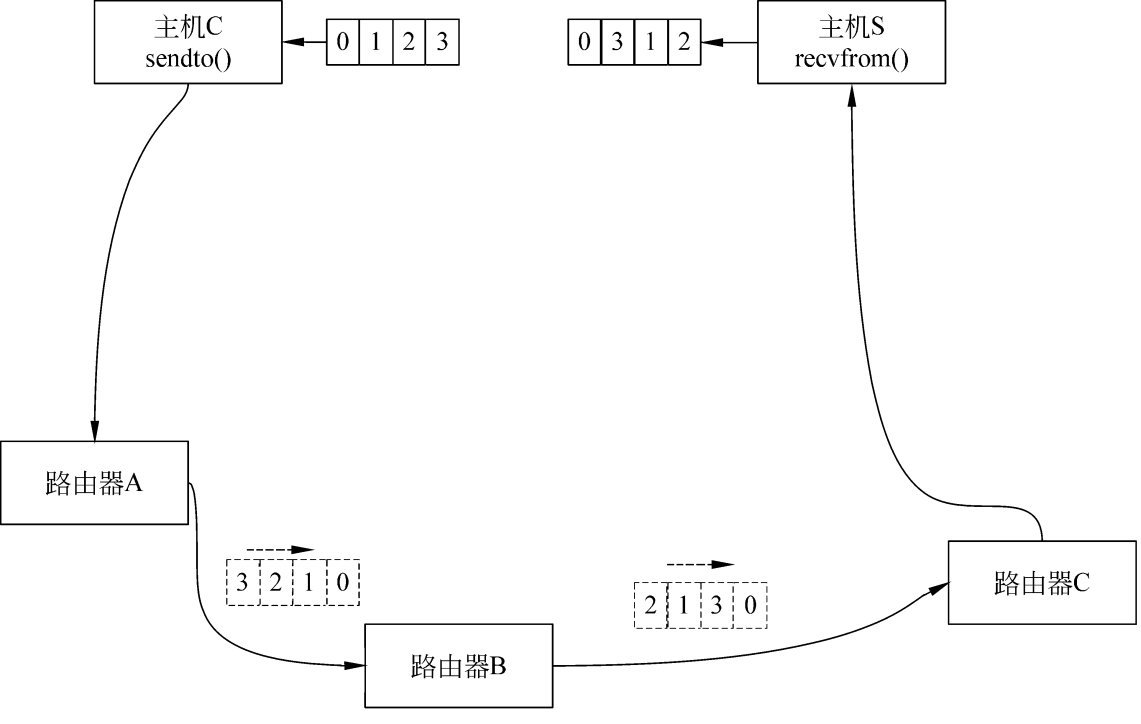 主机C
sendto()
0 1 2 3
0 3 1 2
主机S
recvfrom()
路由器A
3 2 1 0
路由器B
2 1 3 0
路由器C